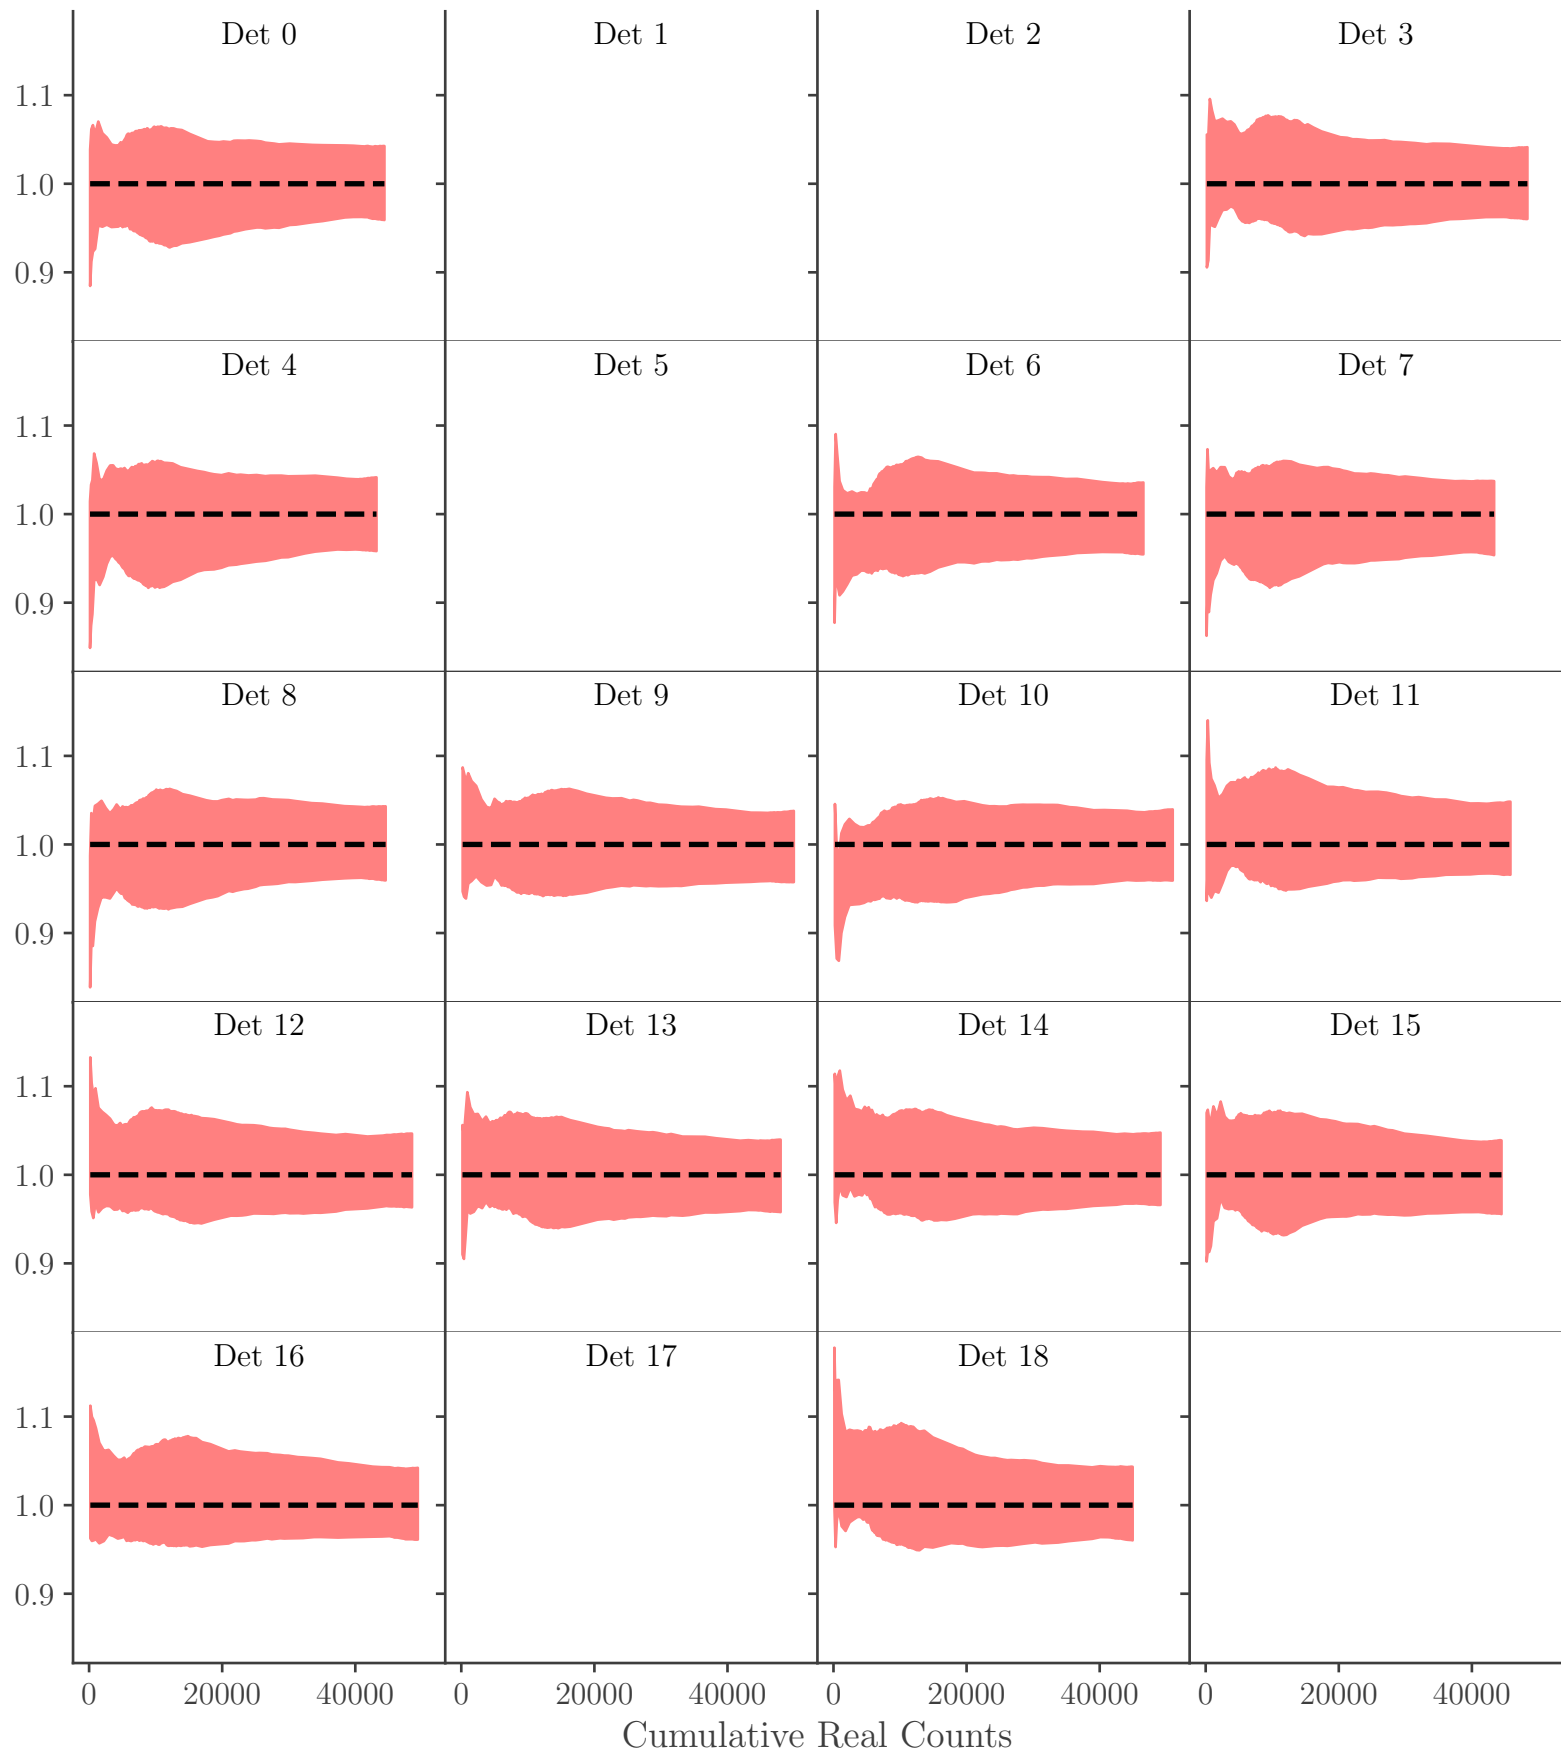 Det 0 Det 1 Det 2 Det 3
1.1
1.0
0.9
Det 4 Det 5 Det 6 Det 7
1.1
1.0
0.9
Det 8 Det 9 Det 10 Det 11
1.1
1.0
0.9
Det 12 Det 13 Det 14 Det 15
1.1
1.0
0.9
Det 16 Det 17 Det 18
1.1
1.0
0.9
0 20000 40000 0 20000 40000 0 20000 40000 0 20000 40000
Cumulative Real Counts